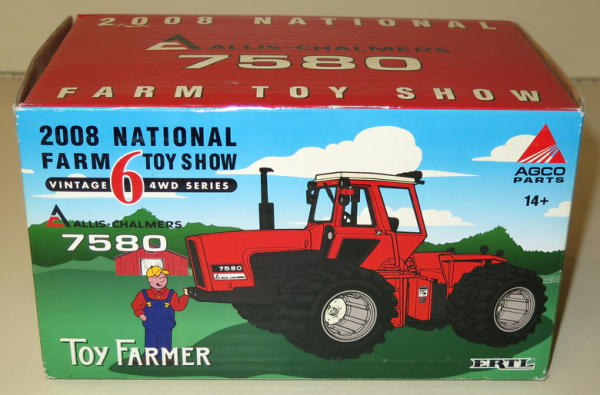 2008 NATIONAL
ALLIS-CHALMERS
7580
FARM TOY SHOW
2008 NATIONAL
FARM 6 TOY SHOW
VINTAGE 4WD SERIES
ALLIS-CHALMERS
7580
AGCO
PARTS
14+
7580
TOY FARMER
ERTL